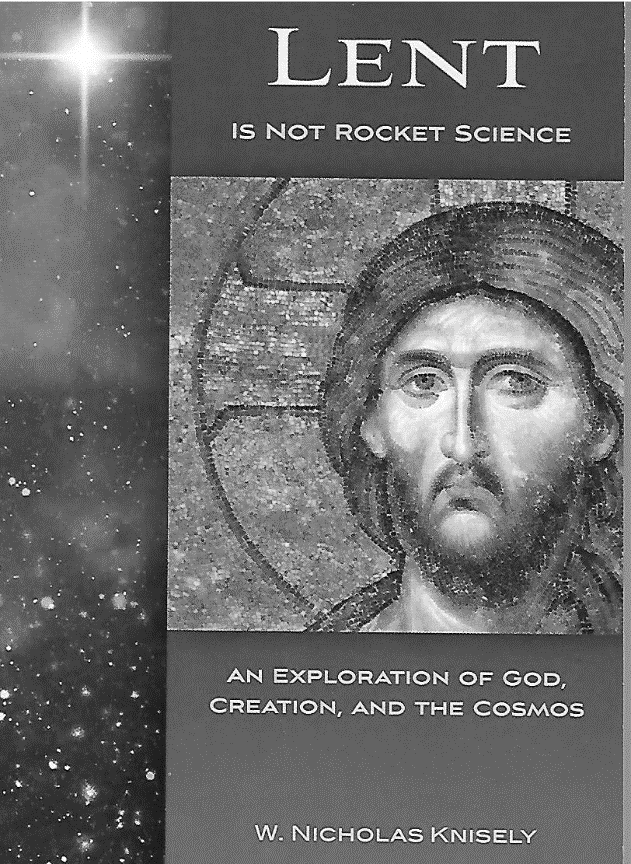 LENT
IS NOT ROCKET SCIENCE
AN EXPLORATION OF GOD,
CREATION, AND THE COSMOS
W. NICHOLAS KNISELY